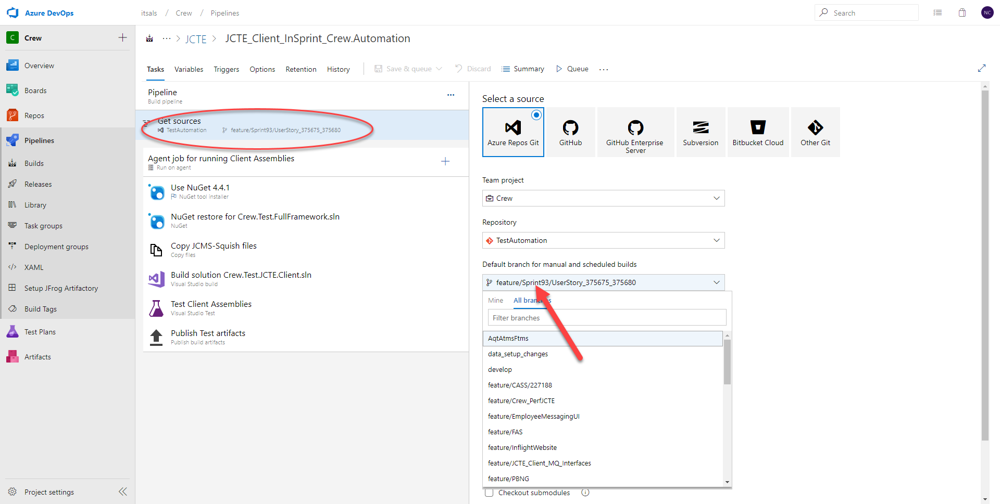 Azure DevOps
itsals / Crew / Pipelines
Search
NC
C Crew
Overview
Boards
Repos
Pipelines
Builds
Releases
Library
Task groups
Deployment groups
XAML
Setup JFrog Artifactory
Build Tags
Test Plans
Artifacts
Project settings
... > JCTE > JCTE_Client_InSprint_Crew.Automation
Tasks Variables Triggers Options Retention History Save & queue Discard Summary Queue ...
Pipeline
Build pipeline
Get sources
TestAutomation feature/Sprint93/UserStory_375675_375680
Agent job for running Client Assemblies
Run on agent
Use NuGet 4.4.1
NuGet tool installer
NuGet restore for Crew.Test.FullFramework.sln
NuGet
Copy JCMS-Squish files
Copy files
Build solution Crew.Test.JCTE.Client.sln
Visual Studio build
Test Client Assemblies
Visual Studio Test
Publish Test artifacts
Publish build artifacts
Select a source
Azure Repos Git
GitHub
GitHub Enterprise
Server
Subversion
Bitbucket Cloud
Other Git
Team project
Crew
Repository
TestAutomation
Default branch for manual and scheduled builds
feature/Sprint93/UserStory_375675_375680
Mine All branches
Filter branches
AqtAtmsFtms
data_setup_changes
develop
feature/CASS/227188
feature/Crew_PerfJCTE
feature/EmployeeMessagingUI
feature/FAS
feature/InflightWebsite
feature/JCTE_Client_MQ_Interfaces
feature/PBNG
Checkout submodules